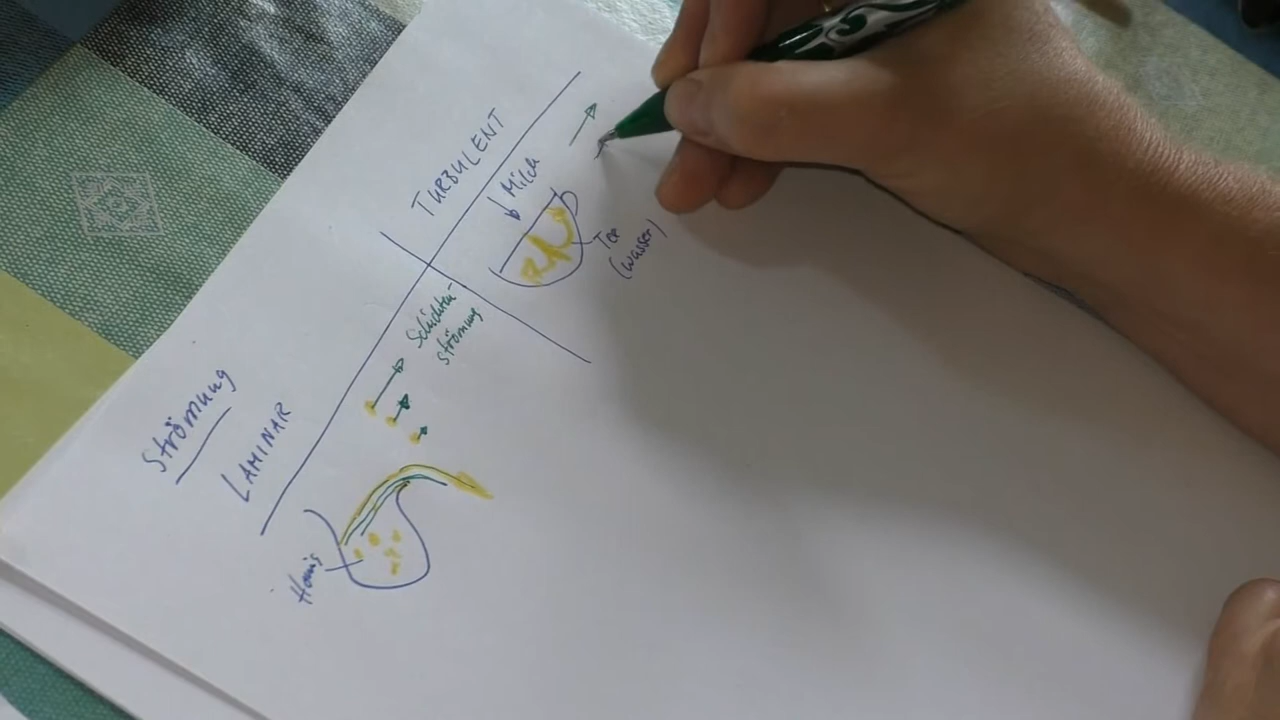 Strömung
LAMINAR
TURBULENT
Schichten-
strömung
Milch
Tee
(Wasser)
Honig